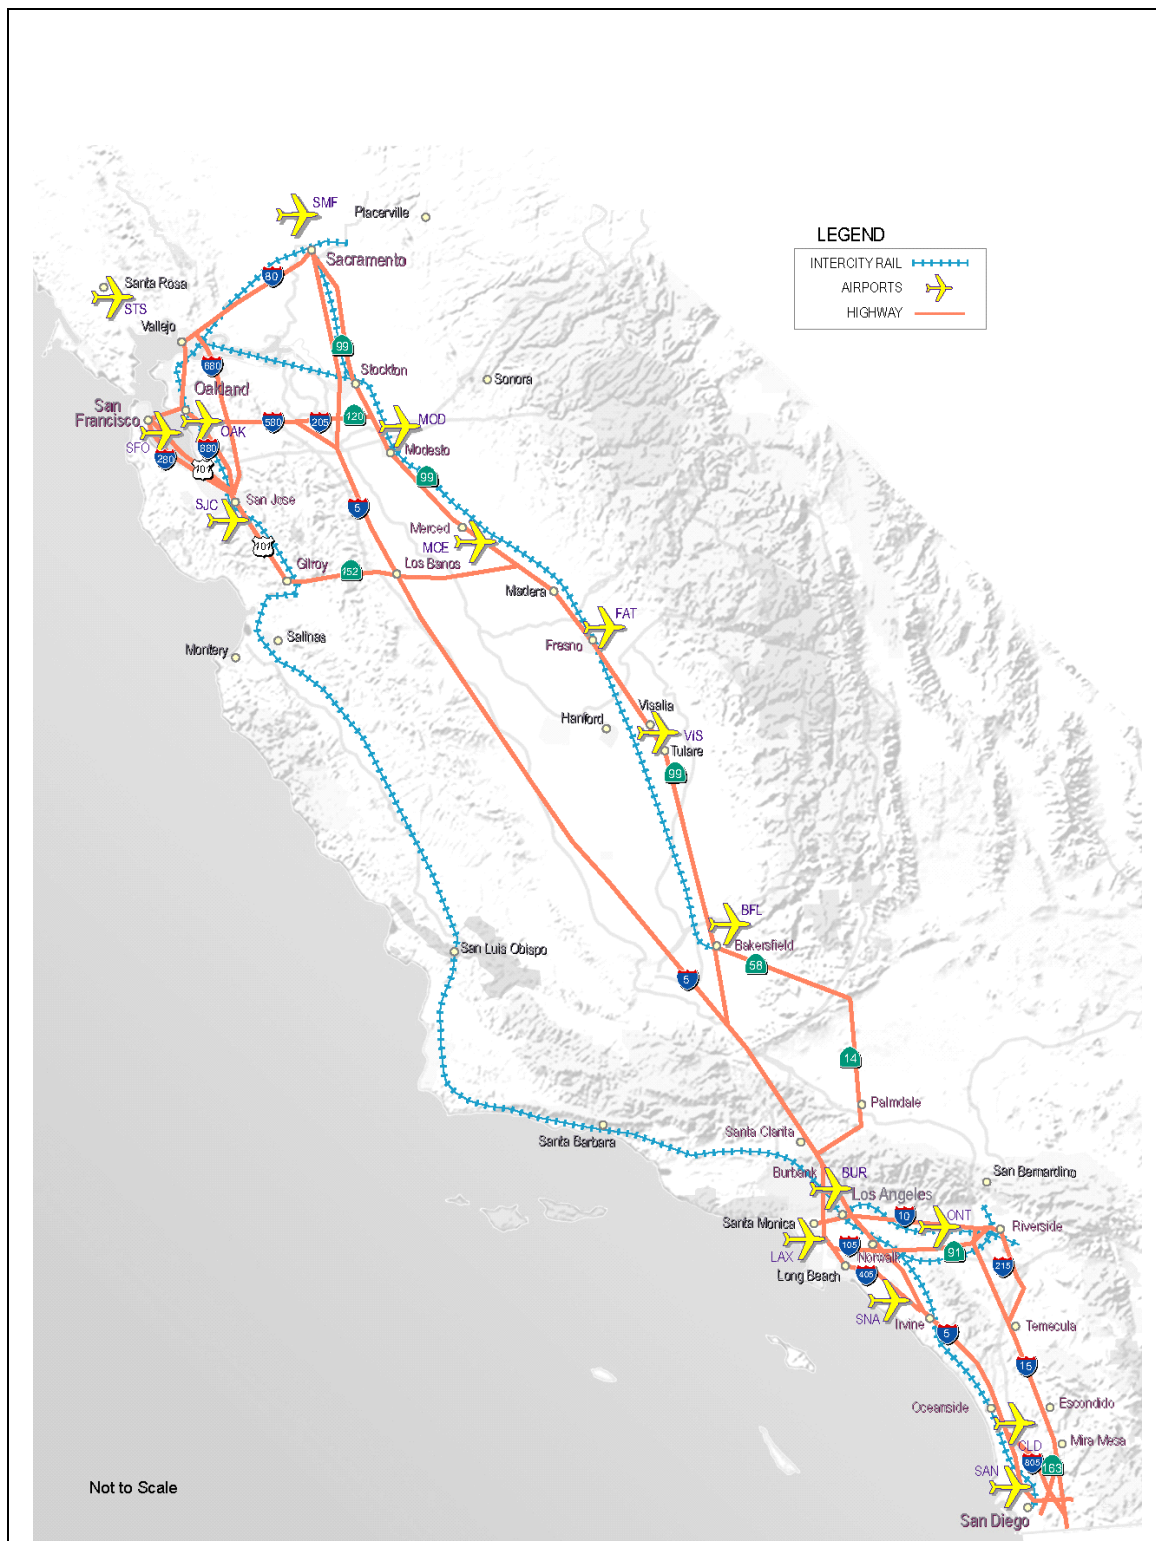 SMF
Placerville
LEGEND
Sacramento
INTERCITY RAIL
80
AIRPORTS
Santa Rosa
STS
HIGHWAY
Vallejo
99
680
Stockton
Sonora
Oakland
San
Francisco
580
205
120
MOD
OAK
SFO
880
Modesto
280
101
99
San Jose
SJC
5
Merced
101
MCE
Gilroy
152
Los Banos
Madera
FAT
Salinas
Fresno
Montery
Visalia
Hanford
VIS
Tulare
99
BFL
San Luis Obispo
Bakersfield
58
5
14
Palmdale
Santa Barbara
Santa Clarita
Burbank
BUR
San Bernardino
Los Angeles
Santa Monica
10
ONT
Riverside
LAX
105
Norwalk
91
Long Beach
405
215
SNA
Irvine
5
Temecula
15
Oceanside
Escondido
CLD
Mira Mesa
805
163
SAN
Not to Scale
San Diego